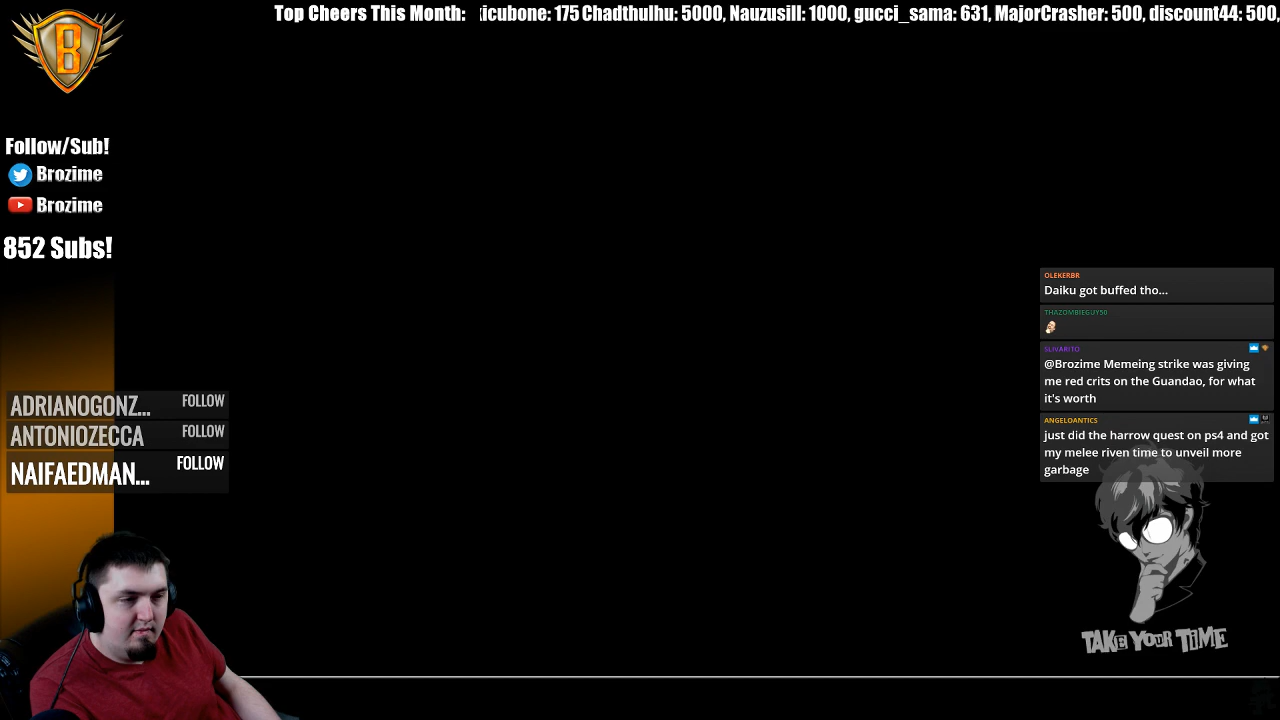 Top Cheers This Month: icubone: 175 Chadthulhu: 5000, Nauzusill: 1000, gucci_sama: 631, MajorCrasher: 500, discount44: 500,
B
Follow/Sub!
Brozime
Brozime
852 Subs!
ADRIANOGONZ... FOLLOW
ANTONIOZECCA FOLLOW
NAIFAEDMAN... FOLLOW
OLEKERBR
Daiku got buffed tho...
THAZOMBIEGUY50
SLIVARITO
@Brozime Memeing strike was giving
me red crits on the Guandao, for what
it's worth
ANGELOANTICS
just did the harrow quest on ps4 and got
my melee riven time to unveil more
garbage
TAKE YOUR TIME